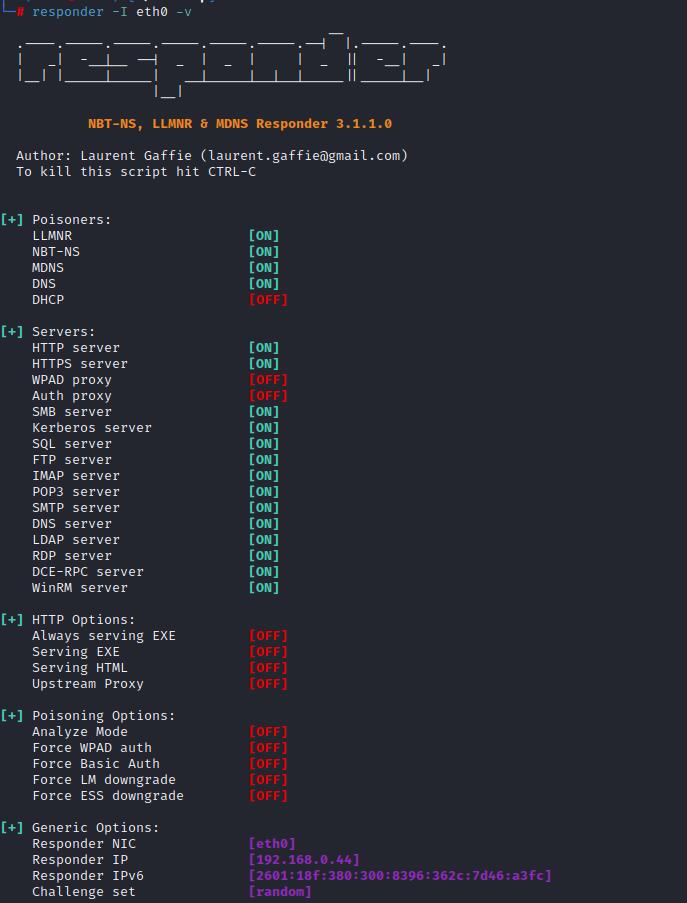 # responder -I eth0 -v
responder
NBT-NS, LLMNR & MDNS Responder 3.1.1.0
Author: Laurent Gaffie (laurent.gaffie@gmail.com)
To kill this script hit CTRL-C
[+] Poisoners:
LLMNR [ON]
NBT-NS [ON]
MDNS [ON]
DNS [ON]
DHCP [OFF]
[+] Servers:
HTTP server [ON]
HTTPS server [ON]
WPAD proxy [OFF]
Auth proxy [OFF]
SMB server [ON]
Kerberos server [ON]
SQL server [ON]
FTP server [ON]
IMAP server [ON]
POP3 server [ON]
SMTP server [ON]
DNS server [ON]
LDAP server [ON]
RDP server [ON]
DCE-RPC server [ON]
WinRM server [ON]
[+] HTTP Options:
Always serving EXE [OFF]
Serving EXE [OFF]
Serving HTML [OFF]
Upstream Proxy [OFF]
[+] Poisoning Options:
Analyze Mode [OFF]
Force WPAD auth [OFF]
Force Basic Auth [OFF]
Force LM downgrade [OFF]
Force ESS downgrade [OFF]
[+] Generic Options:
Responder NIC [eth0]
Responder IP [192.168.0.44]
Responder IPv6 [2601:18f:380:300:8396:362c:7d46:a3fc]
Challenge set [random]